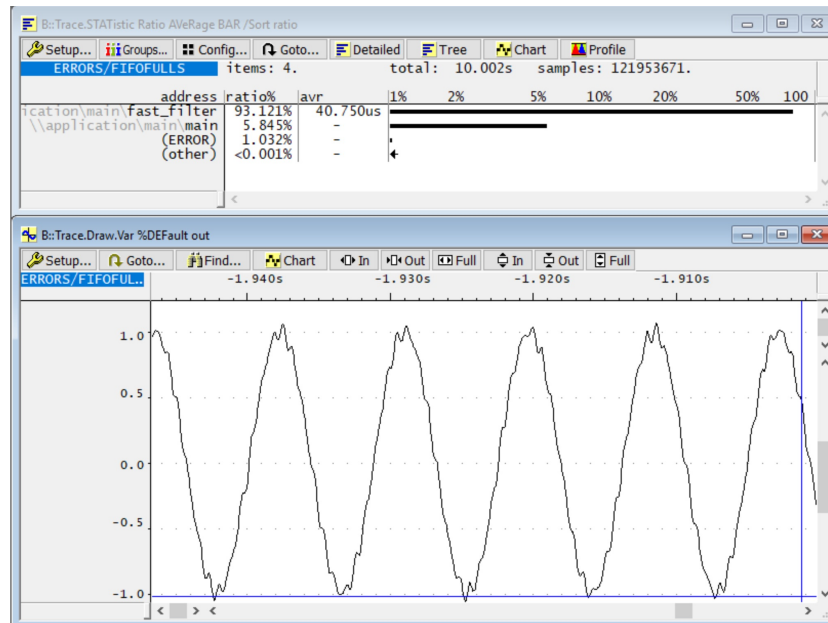 B::Trace.STATistic Ratio AVeRage BAR /Sort ratio
Setup... Groups... Config... Goto... Detailed Tree Chart Profile
ERRORS/FIFOFULLS items: 4. total: 10.002s samples: 121953671.
address ratio% avr 1% 2% 5% 10% 20% 50% 100
ication\main\fast_filter 93.121% 40.750us
\\application\main\main 5.845% -
(ERROR) 1.032% -
(other) <0.001% -
B::Trace.Draw.Var %DEFault out
Setup... Goto... Find... Chart In Out Full In Out Full
ERRORS/FIFOFUL.. -1.940s -1.930s -1.920s -1.910s
1.0
0.5
0.0
-0.5
-1.0